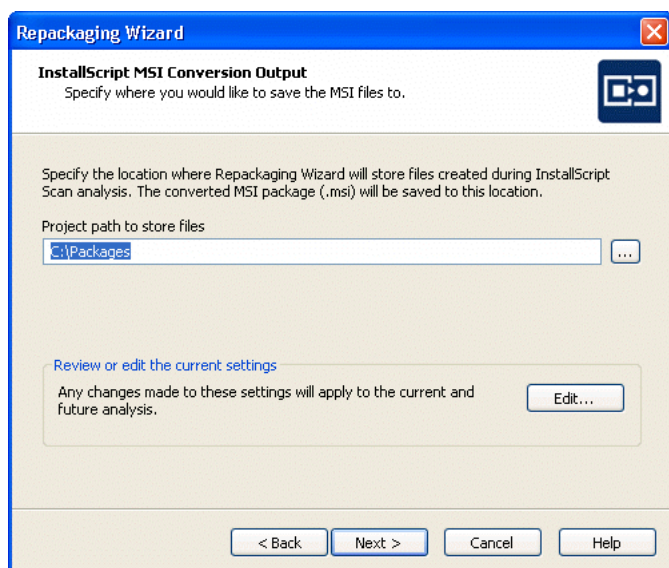 Repackaging Wizard
InstallScript MSI Conversion Output
Specify where you would like to save the MSI files to.
Specify the location where Repackaging Wizard will store files created during InstallScript
Scan analysis. The converted MSI package (.msi) will be saved to this location.
Project path to store files
C:\Packages
...
Review or edit the current settings
Any changes made to these settings will apply to the current and
future analysis.
Edit...
< Back
Next >
Cancel
Help